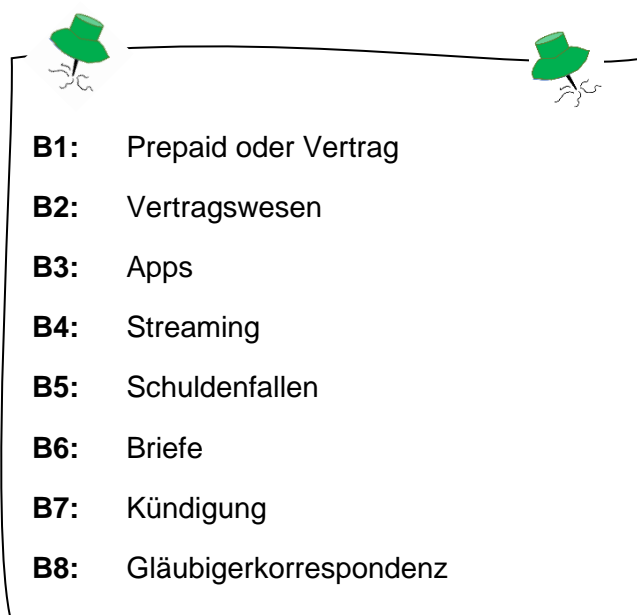 B1: Prepaid oder Vertrag
B2: Vertragswesen
B3: Apps
B4: Streaming
B5: Schuldenfallen
B6: Briefe
B7: Kündigung
B8: Gläubigerkorrespondenz